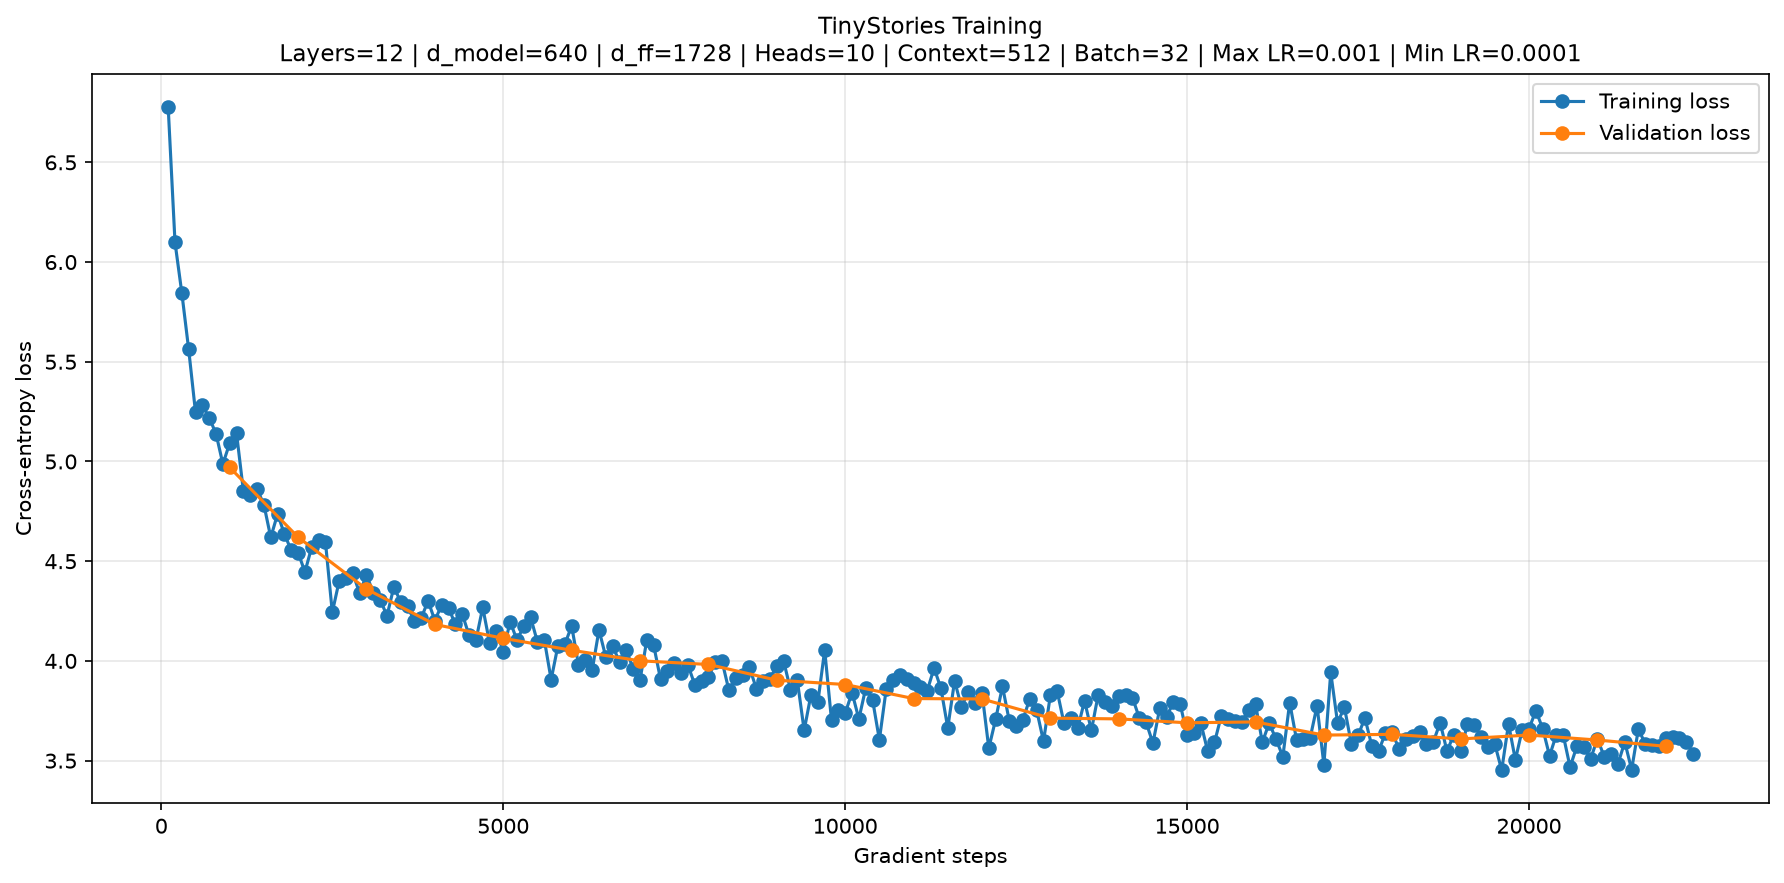 TinyStories Training
Layers=12 | d_model=640 | d_ff=1728 | Heads=10 | Context=512 | Batch=32 | Max LR=0.001 | Min LR=0.0001
Training loss
Validation loss
Cross-entropy loss
6.5
6.0
5.5
5.0
4.5
4.0
3.5
0 5000 10000 15000 20000
Gradient steps